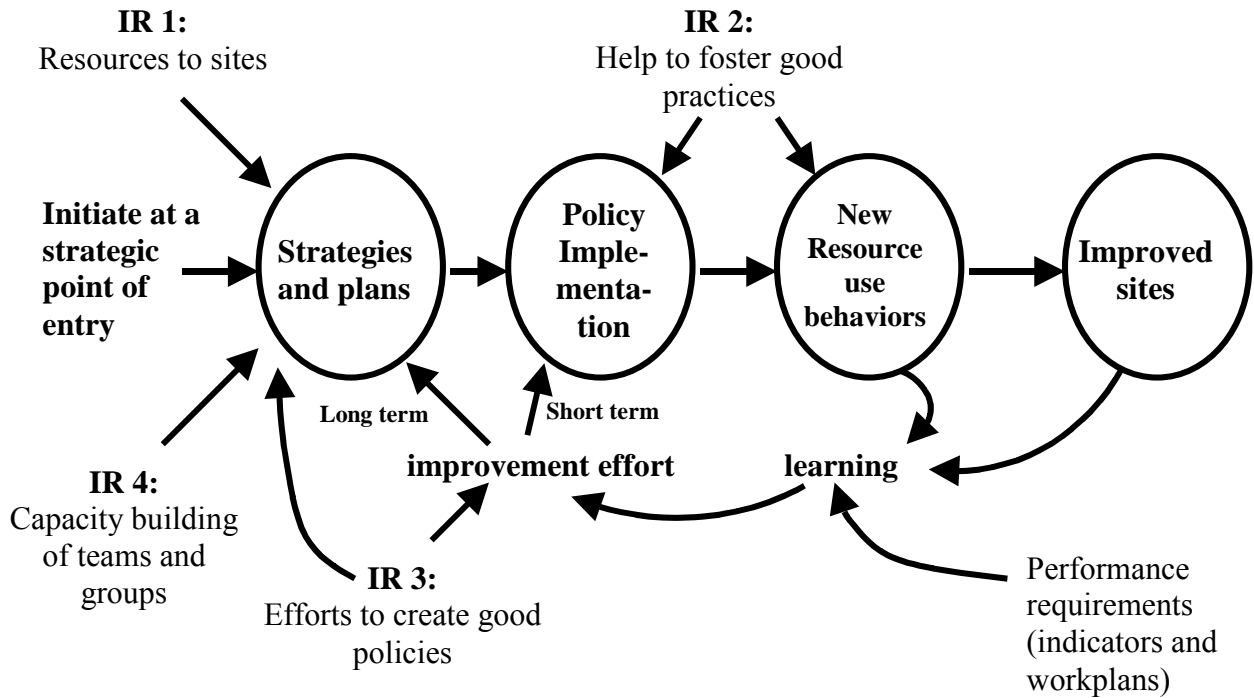 IR 1:
Resources to sites
IR 2:
Help to foster good
practices
Initiate at a
strategic
point of
entry
Strategies
and plans
Policy
Imple-
menta-
tion
New
Resource
use
behaviors
Improved
sites
Long term
Short term
improvement effort
learning
IR 4:
Capacity building
of teams and
groups
IR 3:
Efforts to create good
policies
Performance
requirements
(indicators and
workplans)